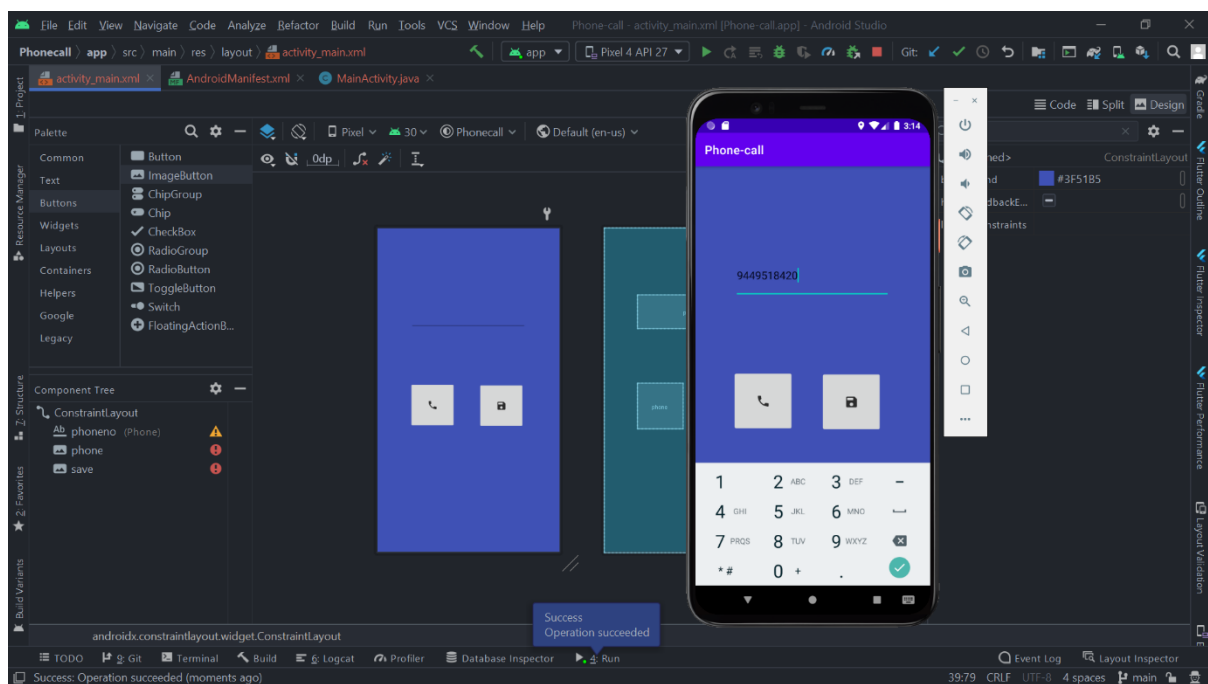 File Edit View Navigate Code Analyze Refactor Build Run Tools VCS Window Help Phone-call - activity_main.xml [Phone-call.app] - Android Studio
Phonecall app src main res layout activity_main.xml app Pixel 4 API 27 Git:
activity_main.xml AndroidManifest.xml MainActivity.java
Code Split Design
Palette Pixel 30 Phonecall Default (en-us)
0dp
Common
Text
Buttons
Widgets
Layouts
Containers
Helpers
Google
Legacy
Button
ImageButton
ChipGroup
Chip
CheckBox
RadioGroup
RadioButton
ToggleButton
Switch
FloatingActionB...
Component Tree
ConstraintLayout
Ab phoneno (Phone)
phone
save
phone
3:14
Phone-call
9449518420
1 2 ABC 3 DEF –
4 GHI 5 JKL 6 MNO
7 PRQS 8 TUV 9 WXYZ
* # 0 + .
ConstraintLayout
#3F51B5
1: Project
Resource Manager
Z: Structure
2: Favorites
Build Variants
Gradle
Flutter Outline
Flutter Inspector
Flutter Performance
Layout Validation
Success
Operation succeeded
androidx.constraintlayout.widget.ConstraintLayout
TODO 9: Git Terminal Build 6: Logcat Profiler Database Inspector 4: Run Event Log Layout Inspector
Success: Operation succeeded (moments ago) 39:79 CRLF UTF-8 4 spaces main